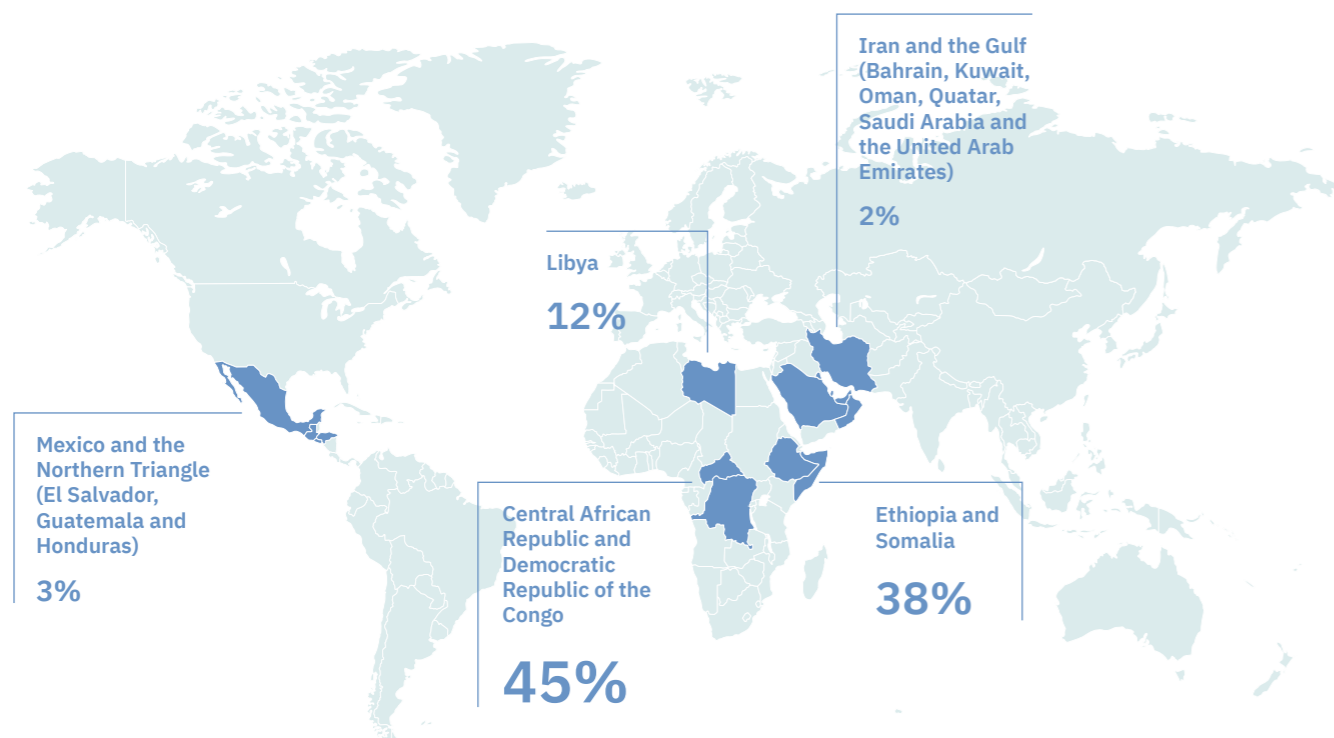 Iran and the Gulf
(Bahrain, Kuwait,
Oman, Quatar,
Saudi Arabia and
the United Arab
Emirates)
2%
Libya
12%
Mexico and the
Northern Triangle
(El Salvador,
Guatemala and
Honduras)
3%
Central African
Republic and
Democratic
Republic of the
Congo
45%
Ethiopia and
Somalia
38%